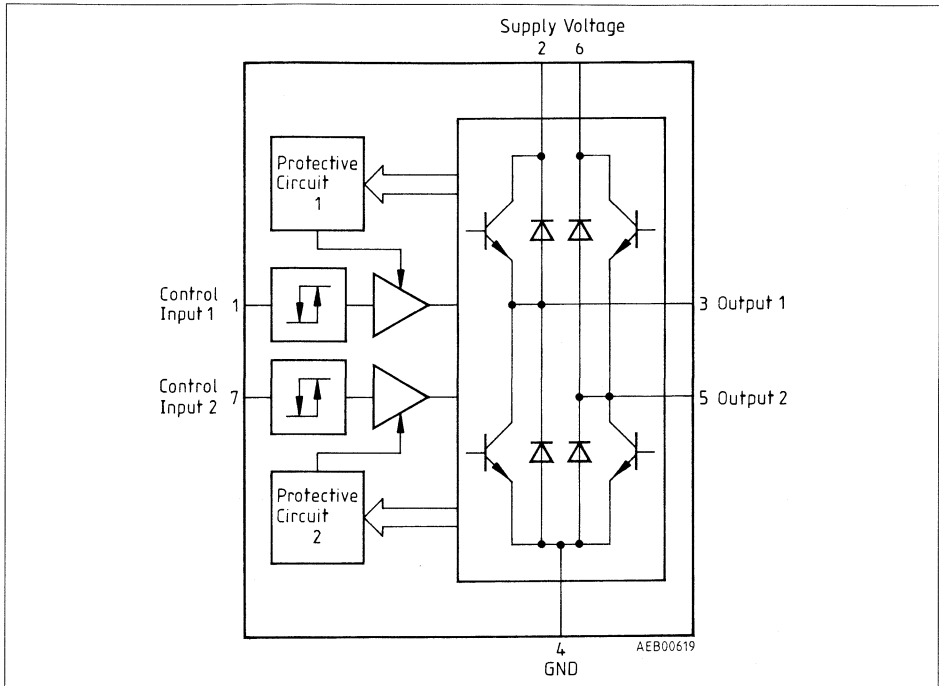 Supply Voltage
2 6
Protective
Circuit
1
Control
Input 1
1
3 Output 1
Control
Input 2
7
5 Output 2
Protective
Circuit
2
4
GND
AEB00619